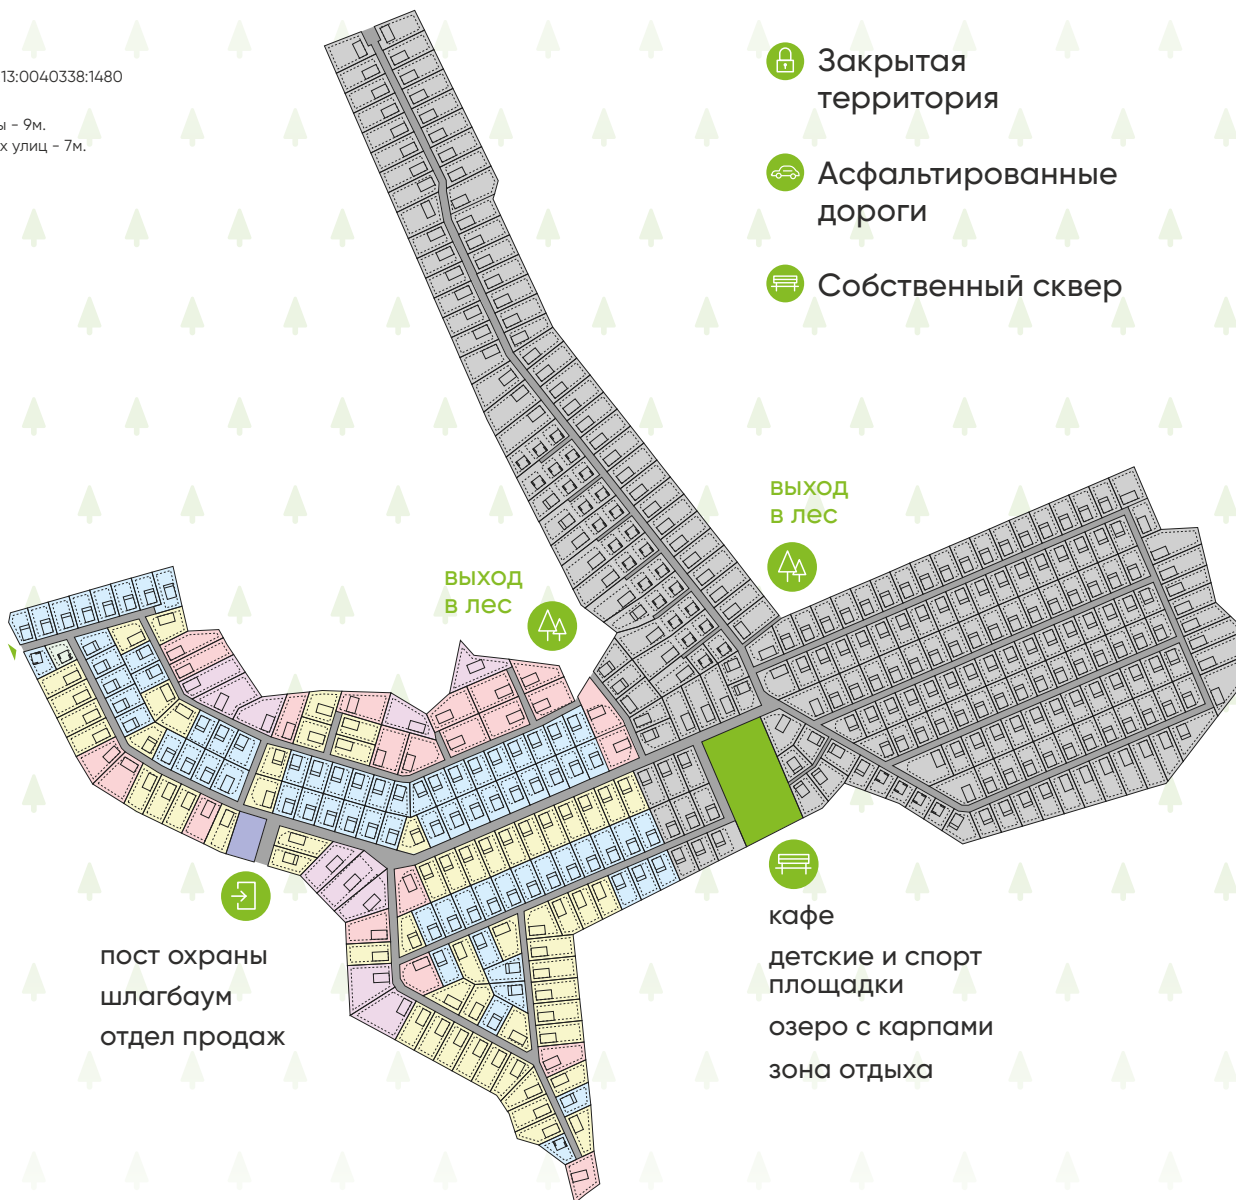 13:0040338:1480
- 9м.
улиц - 7м.
Закрытая
территория
Асфальтированные
дороги
Собственный сквер
выход
в лес
выход
в лес
пост охраны
шлагбаум
отдел продаж
кафе
детские и спорт
площадки
озеро с карпами
зона отдыха